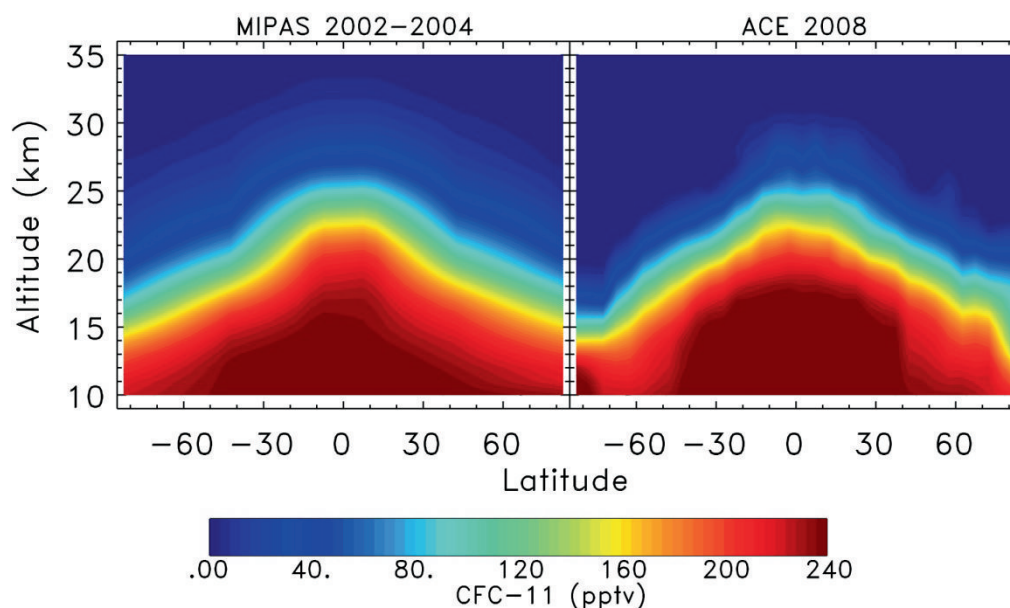 MIPAS 2002−2004
ACE 2008
35
30
25
20
15
10
Altitude (km)
−60 −30 0 30 60
−60 −30 0 30 60
Latitude
.00 40. 80. 120 160 200 240
CFC−11 (pptv)